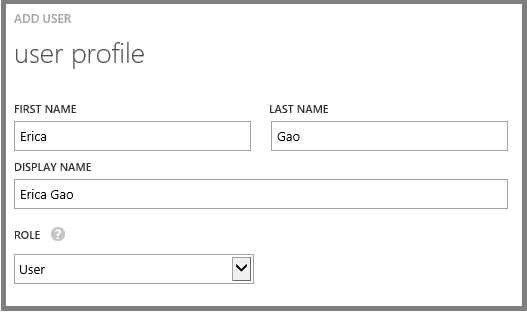 ADD USER
user profile
FIRST NAME LAST NAME
Erica Gao
DISPLAY NAME
Erica Gao
ROLE ?
User